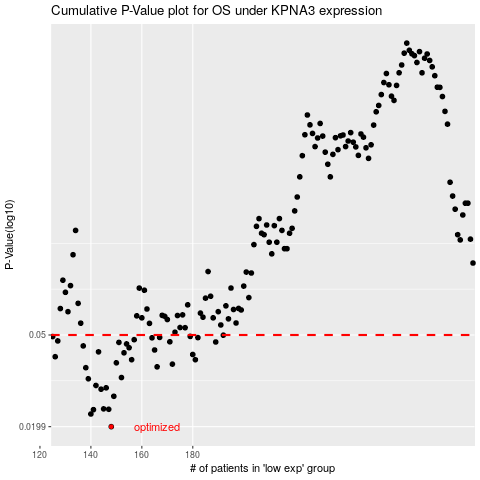 Cumulative P-Value plot for OS under KPNA3 expression
P-Value(log10)
0.05
0.0199
optimized
120 140 160 180
# of patients in 'low exp' group